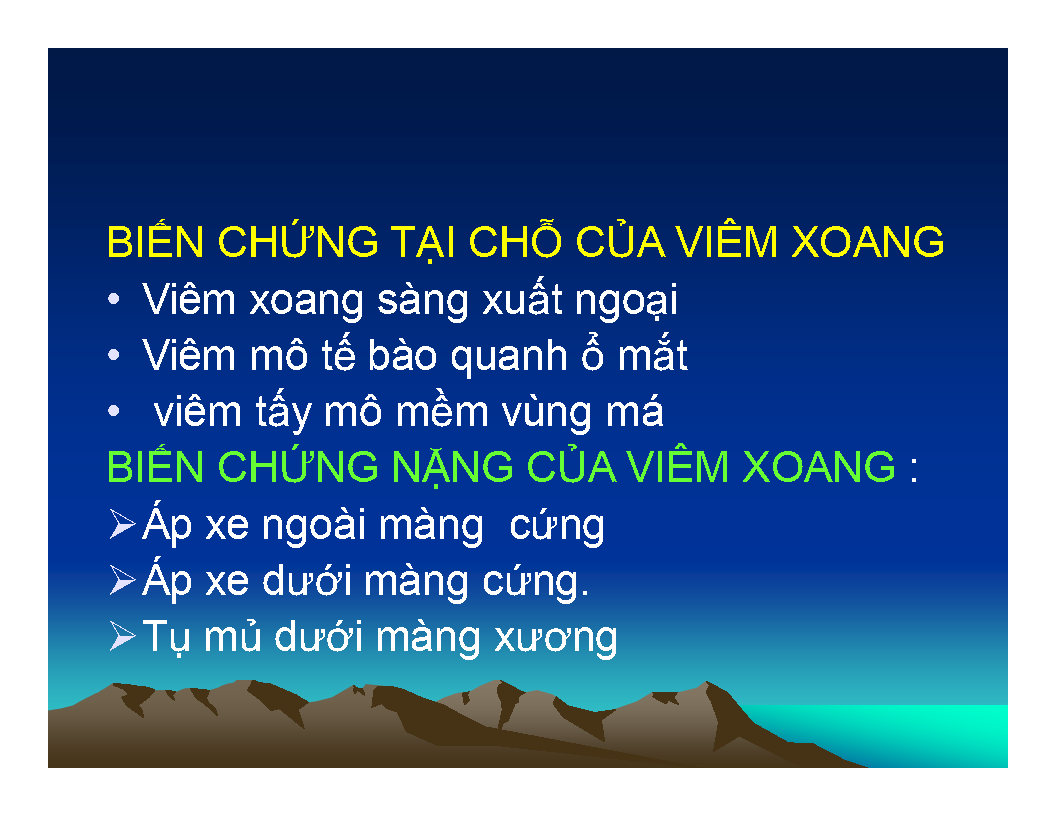 BIẾN CHỨNG TẠI CHỖ CỦA VIÊM XOANG
• Viêm xoang sàng xuất ngoại
• Viêm mô tế bào quanh ổ mắt
• viêm tấy mô mềm vùng má
BIẾN CHỨNG NẶNG CỦA VIÊM XOANG :
➢Áp xe ngoài màng cứng
➢Áp xe dưới màng cứng.
➢Tụ mủ dưới màng xương